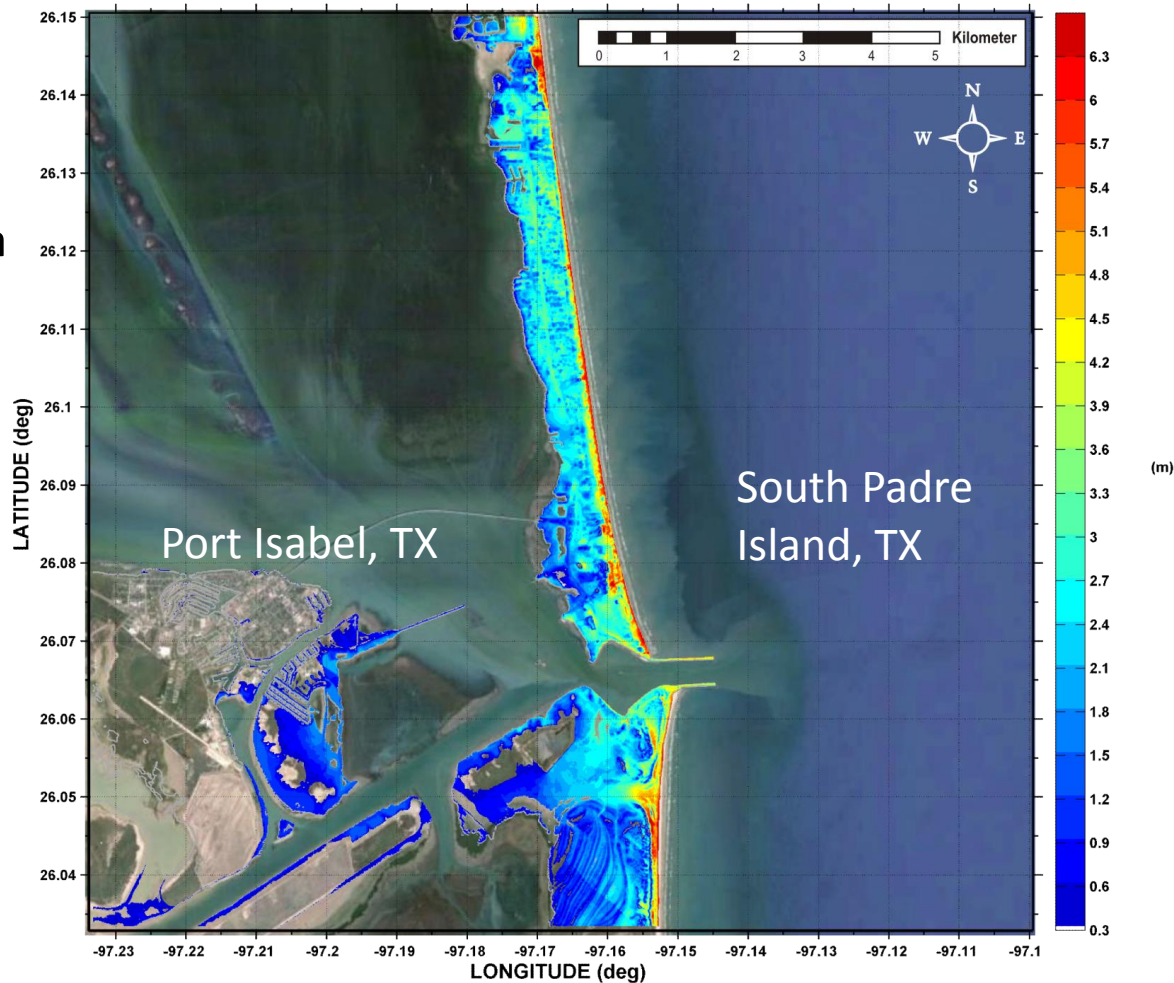 Kilometer
0 1 2 3 4 5
N
W E
S
26.15
26.14
26.13
26.12
26.11
26.1
26.09
26.08
26.07
26.06
26.05
26.04
LATITUDE (deg)
Port Isabel, TX
South Padre
Island, TX
-97.23 -97.22 -97.21 -97.2 -97.19 -97.18 -97.17 -97.16 -97.15 -97.14 -97.13 -97.12 -97.11 -97.1
LONGITUDE (deg)
6.3
6
5.7
5.4
5.1
4.8
4.5
4.2
3.9
3.6
3.3
3
2.7
2.4
2.1
1.8
1.5
1.2
0.9
0.6
0.3
(m)